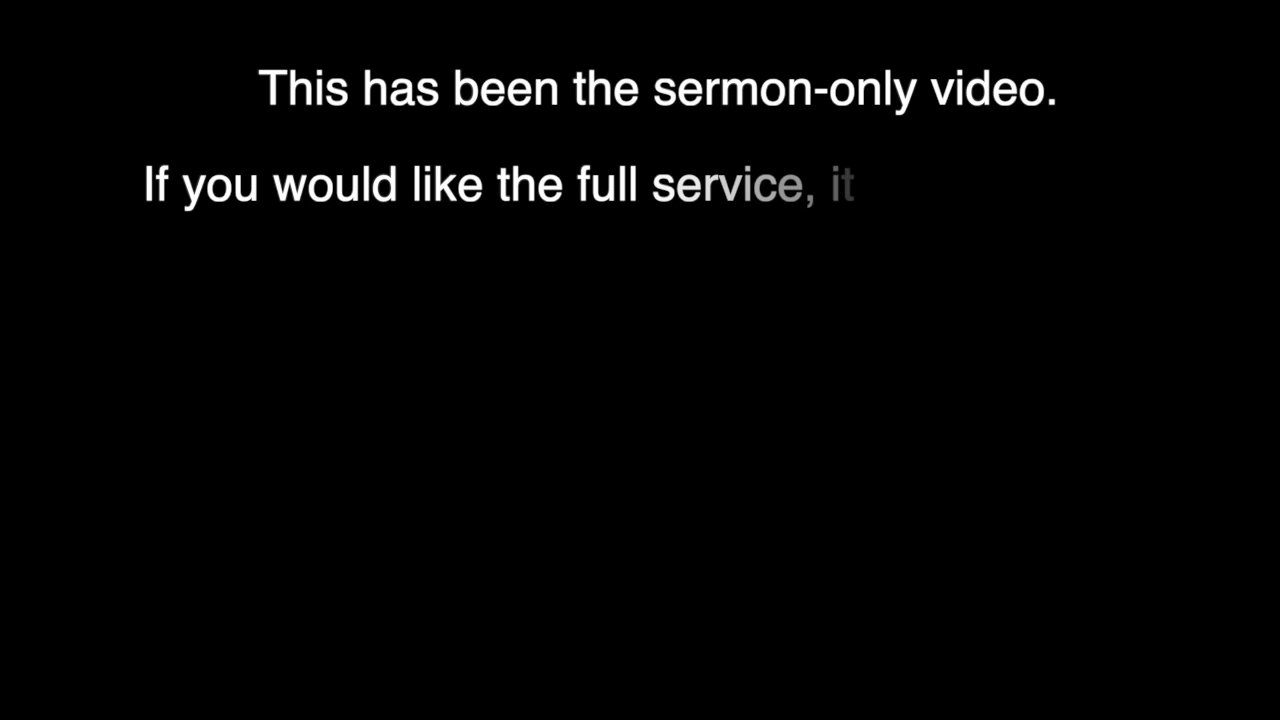 This has been the sermon-only video.
If you would like the full service, it